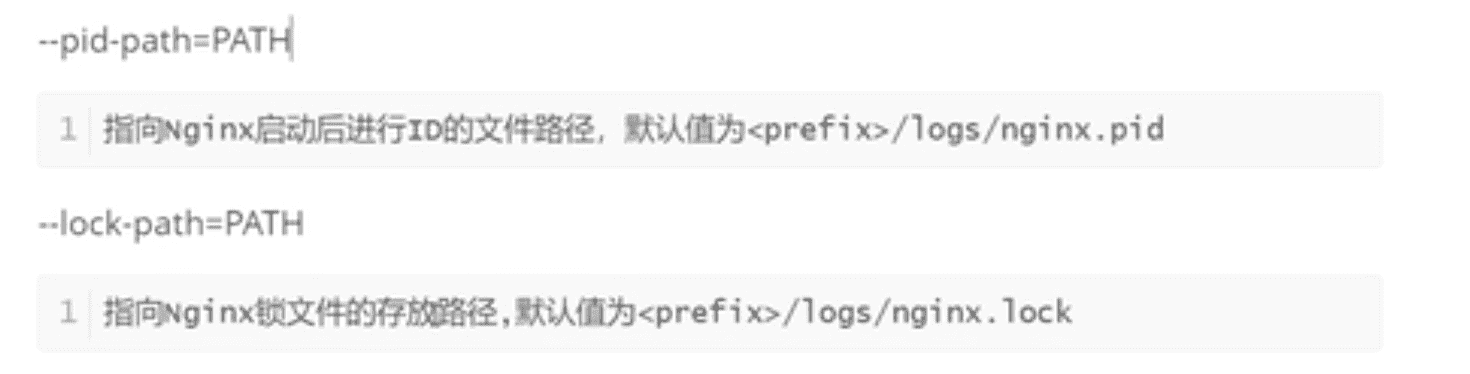 --pid-path=PATH
1 指向Nginx启动后进行ID的文件路径，默认值为<prefix>/logs/nginx.pid
--lock-path=PATH
1 指向Nginx锁文件的存放路径,默认值为<prefix>/logs/nginx.lock